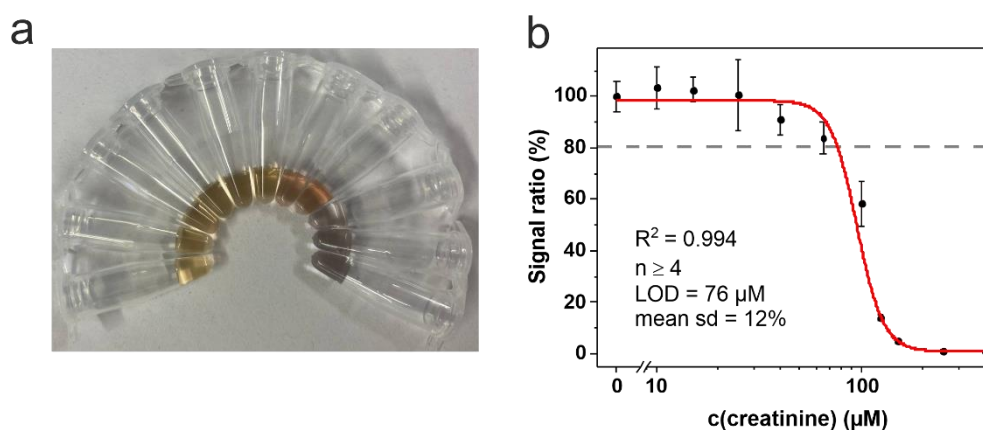 a
b
Signal ratio (%)
100
80
60
40
20
0
R² = 0.994
n ≥ 4
LOD = 76 µM
mean sd = 12%
0
10
100
c(creatinine) (µM)